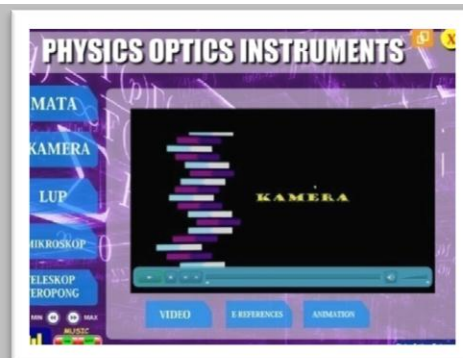 PHYSICS OPTICS INSTRUMENTS
X
MATA
KAMERA
LUP
MIKROSKOP
TELESKOP
TEROPONG
KAMERA
VIDEO
E-REFERENCES
ANIMATION
MIN
MAX
MUSIC